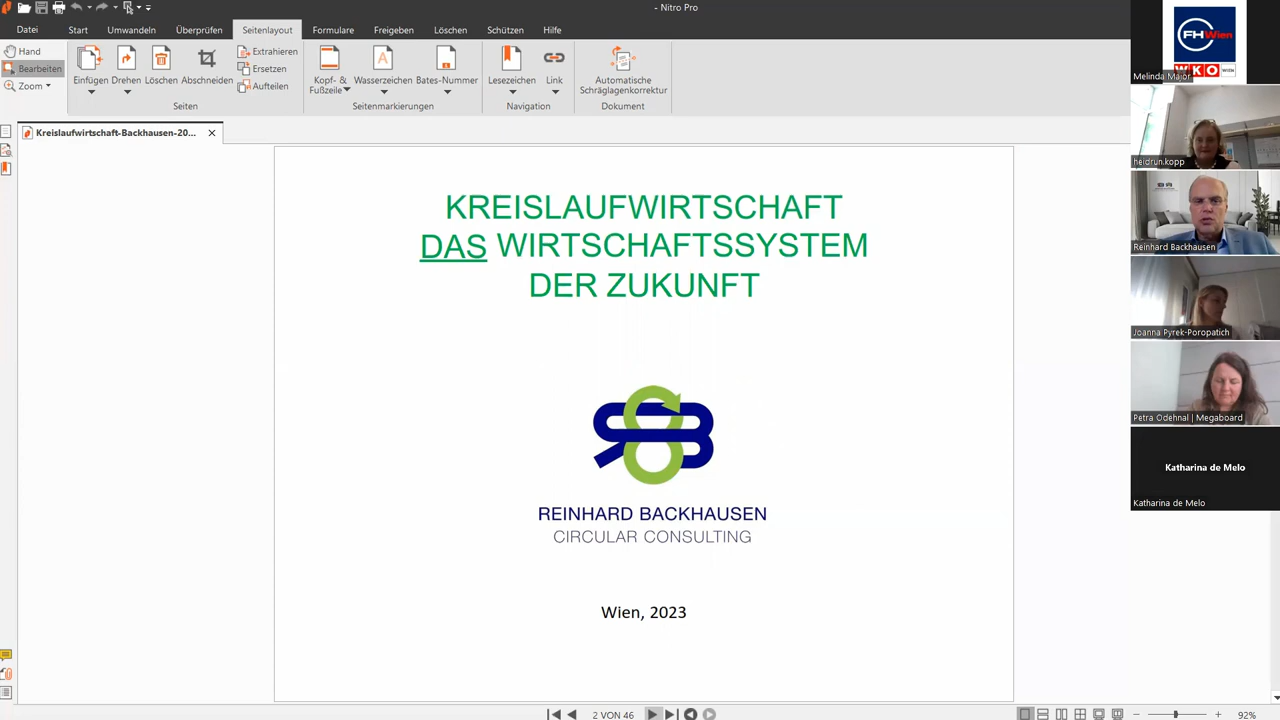 - Nitro Pro
Datei
Start
Umwandeln
Überprüfen
Seitenlayout
Formulare
Freigeben
Löschen
Schützen
Hilfe
Hand
Bearbeiten
Zoom
Einfügen
Drehen
Löschen
Abschneiden
Extrahieren
Ersetzen
Aufteilen
Seiten
Kopf- &
Fußzeile
Wasserzeichen
Bates-Nummer
Seitenmarkierungen
Lesezeichen
Link
Navigation
Automatische
Schräglagenkorrektur
Dokument
Kreislaufwirtschaft-Backhausen-20...
KREISLAUFWIRTSCHAFT
DAS WIRTSCHAFTSSYSTEM
DER ZUKUNFT
REINHARD BACKHAUSEN
CIRCULAR CONSULTING
Wien, 2023
2 VON 46
92%
FHWien
WKO WIEN
Melinda Major
heidrun.kopp
Reinhard Backhausen
Joanna Pyrek-Poropatich
Petra Odehnal | Megaboard
Katharina de Melo
Katharina de Melo